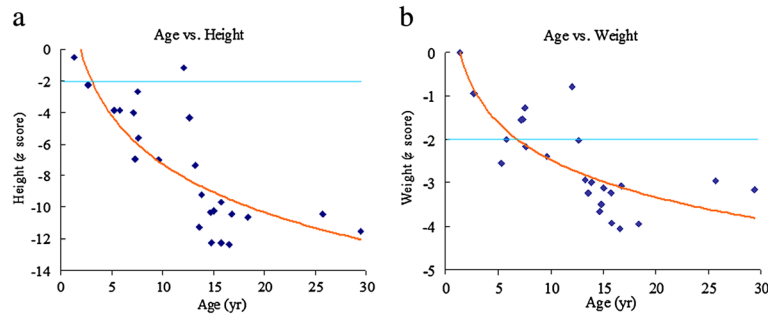 a
Age vs. Height
0
-2
-4
-6
-8
-10
-12
-14
Height (z score)
0 5 10 15 20 25 30
Age (yr)
b
Age vs. Weight
0
-1
-2
-3
-4
-5
Weight (z score)
0 5 10 15 20 25 30
Age (yr)